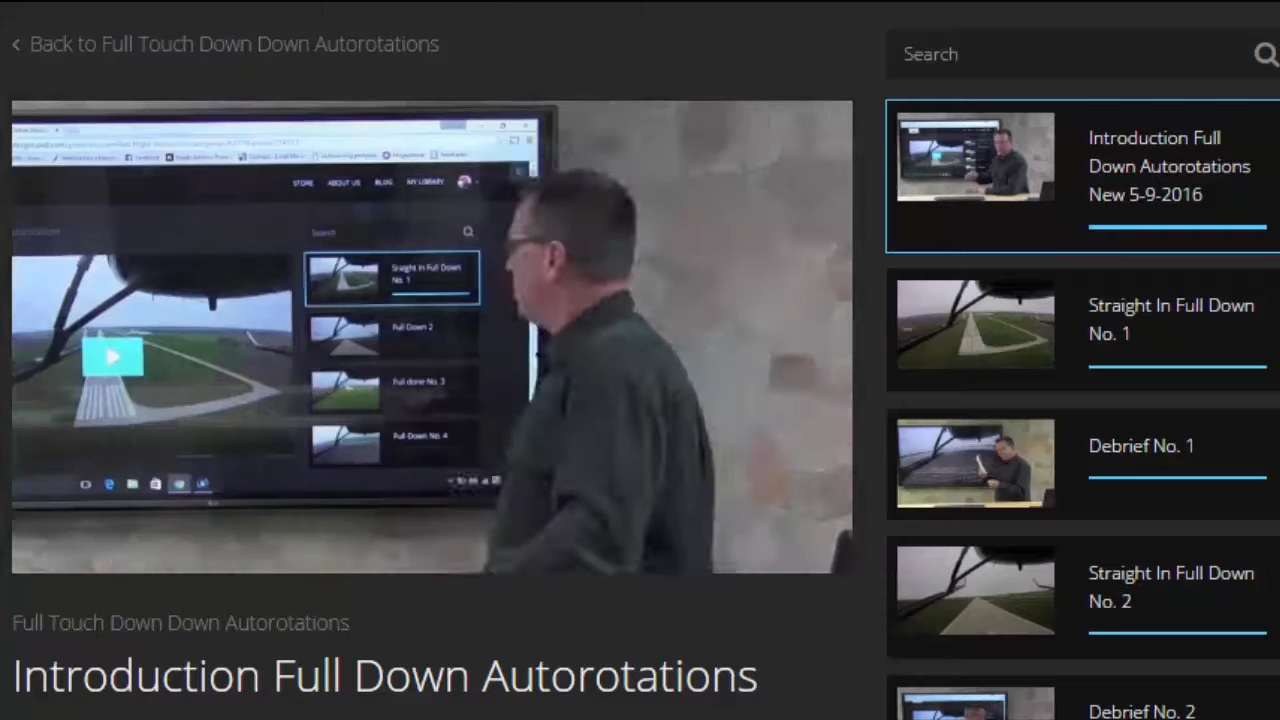 Back to Full Touch Down Down Autorotations
Search
STORE ABOUT US BLOG MY LIBRARY
Search
Sraight In Full Down
No. 1
Full Down 2
Full done No. 3
Full Down No. 4
Full Touch Down Down Autorotations
Introduction Full Down Autorotations
Introduction Full
Down Autorotations
New 5-9-2016
Straight In Full Down
No. 1
Debrief No. 1
Straight In Full Down
No. 2
Debrief No. 2